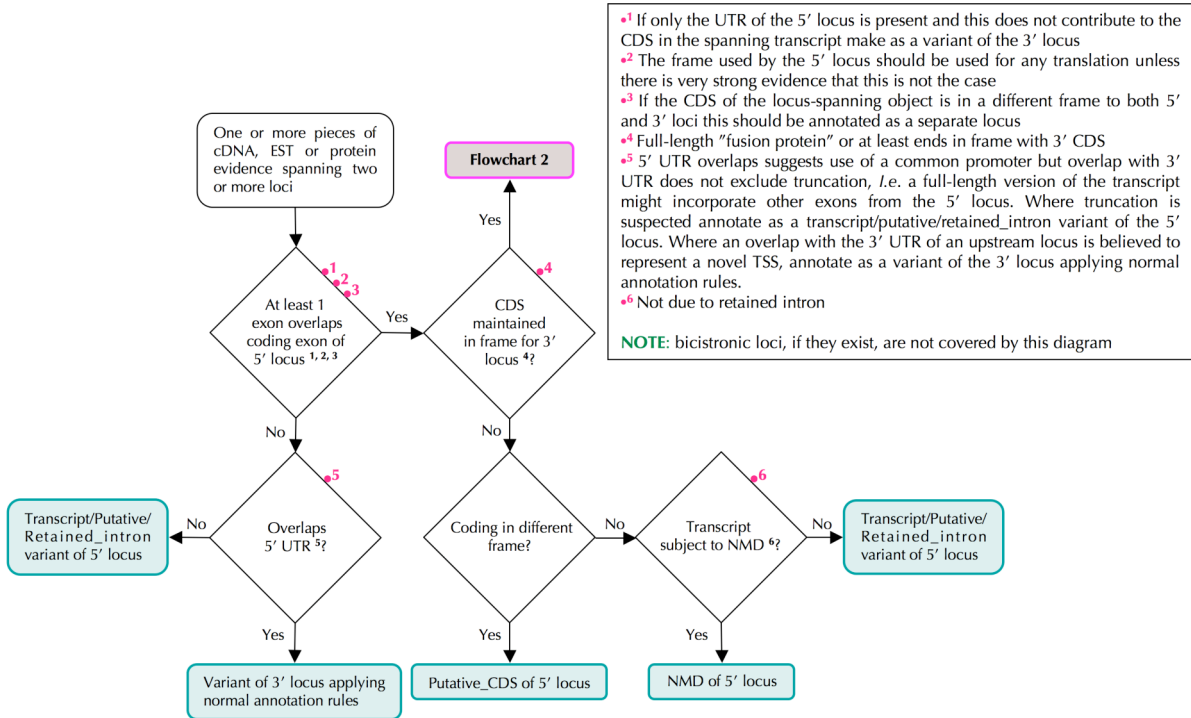 One or more pieces of
cDNA, EST or protein
evidence spanning two
or more loci
Flowchart 2
Yes
•1 If only the UTR of the 5′ locus is present and this does not contribute to the
CDS in the spanning transcript make as a variant of the 3′ locus
•2 The frame used by the 5′ locus should be used for any translation unless
there is very strong evidence that this is not the case
•3 If the CDS of the locus-spanning object is in a different frame to both 5′
and 3′ loci this should be annotated as a separate locus
•4 Full-length ”fusion protein” or at least ends in frame with 3′ CDS
•5 5′ UTR overlaps suggests use of a common promoter but overlap with 3′
UTR does not exclude truncation, I.e. a full-length version of the transcript
might incorporate other exons from the 5′ locus. Where truncation is
suspected annotate as a transcript/putative/retained_intron variant of the 5′
locus. Where an overlap with the 3′ UTR of an upstream locus is believed to
represent a novel TSS, annotate as a variant of the 3′ locus applying normal
annotation rules.
•6 Not due to retained intron
NOTE: bicistronic loci, if they exist, are not covered by this diagram
•1
•2
•3
At least 1
exon overlaps
coding exon of
5′ locus 1, 2, 3
Yes
•4
CDS
maintained
in frame for 3′
locus 4?
No
No
•5
Overlaps
5′ UTR 5?
No
Transcript/Putative/
Retained_intron
variant of 5′ locus
Yes
Variant of 3′ locus applying
normal annotation rules
Coding in different
frame?
No
Yes
Putative_CDS of 5′ locus
•6
Transcript
subject to NMD 6?
No
Transcript/Putative/
Retained_intron
variant of 5′ locus
Yes
NMD of 5′ locus